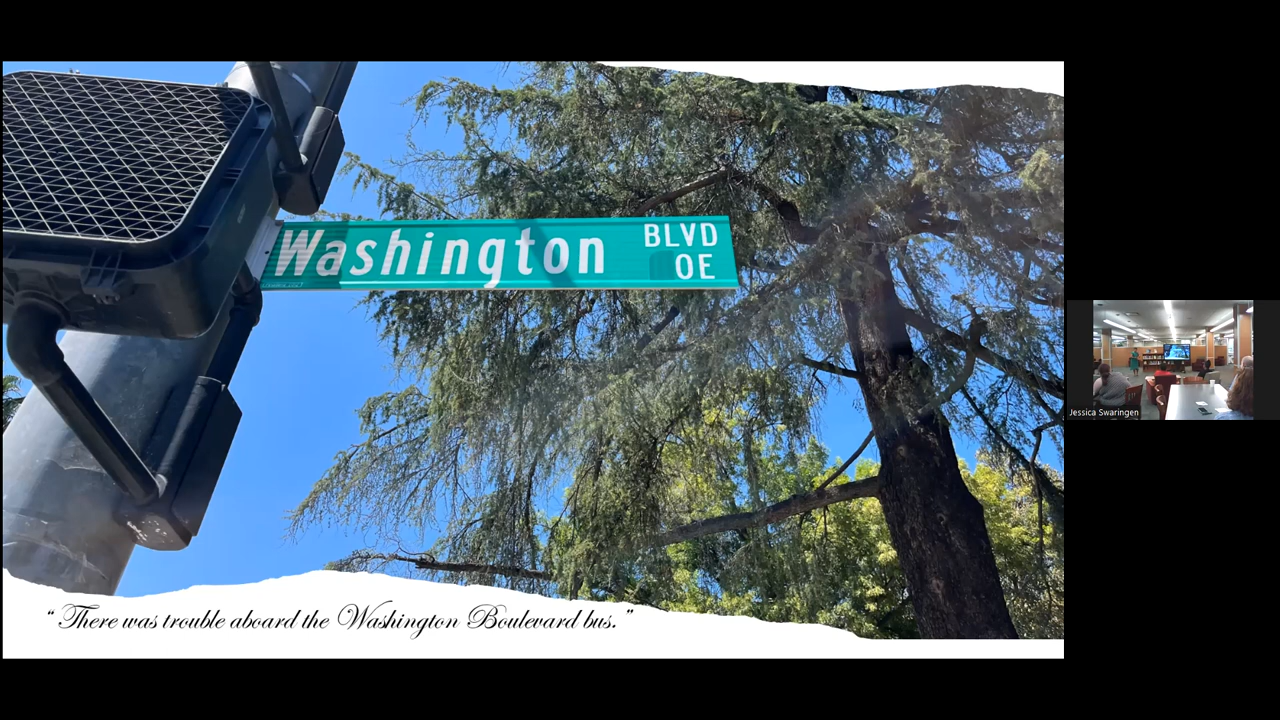 Washington BLVD
OE
“There was trouble aboard the Washington Boulevard bus.”
Jessica Swaringen